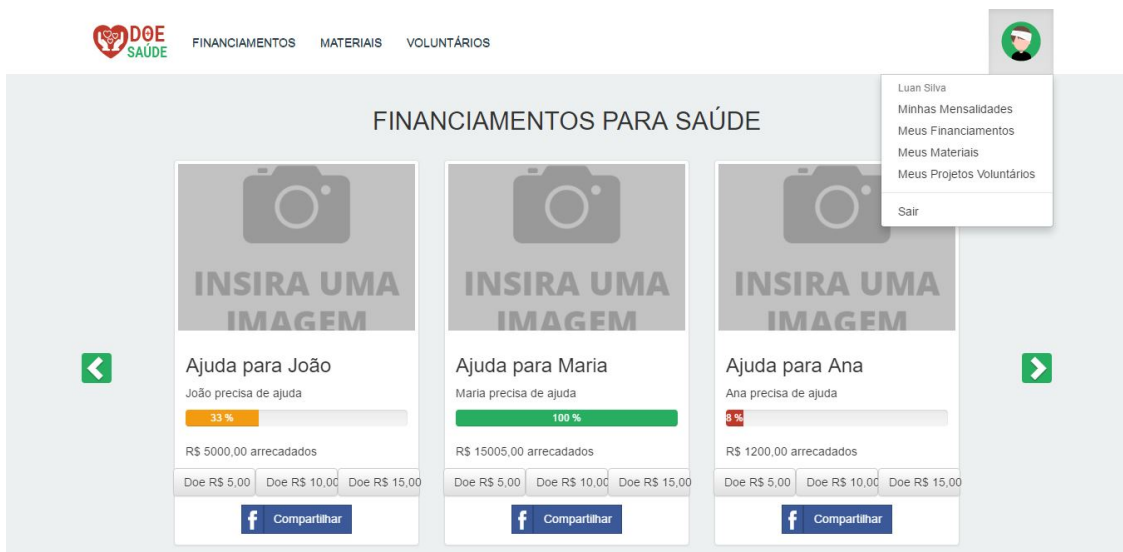 DOE
SAÚDE
FINANCIAMENTOS MATERIAIS VOLUNTÁRIOS
Luan Silva
Minhas Mensalidades
Meus Financiamentos
Meus Materiais
Meus Projetos Voluntários
Sair
FINANCIAMENTOS PARA SAÚDE
INSIRA UMA
IMAGEM
Ajuda para João
João precisa de ajuda
33 %
R$ 5000,00 arrecadados
Doe R$ 5,00 Doe R$ 10,00 Doe R$ 15,00
f Compartilhar
INSIRA UMA
IMAGEM
Ajuda para Maria
Maria precisa de ajuda
100 %
R$ 15005,00 arrecadados
Doe R$ 5,00 Doe R$ 10,00 Doe R$ 15,00
f Compartilhar
INSIRA UMA
IMAGEM
Ajuda para Ana
Ana precisa de ajuda
8 %
R$ 1200,00 arrecadados
Doe R$ 5,00 Doe R$ 10,00 Doe R$ 15,00
f Compartilhar